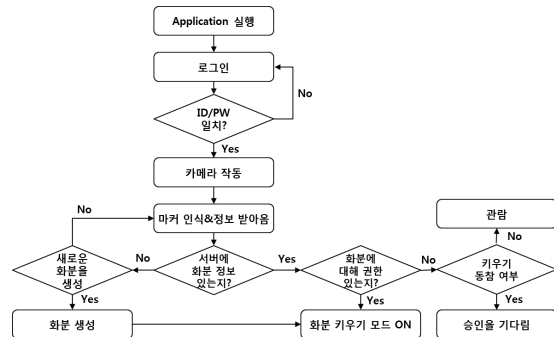 Application 실행
로그인
No
ID/PW
일치?
Yes
카메라 작동
No
마커 인식&정보 받아옴
관람
No
새로운
화분을
생성
No
서버에
화분 정보
있는지?
Yes
화분에
대해 권한
있는지?
No
키우기
동참 여부
Yes
Yes
Yes
화분 생성
화분 키우기 모드 ON
승인을 기다림